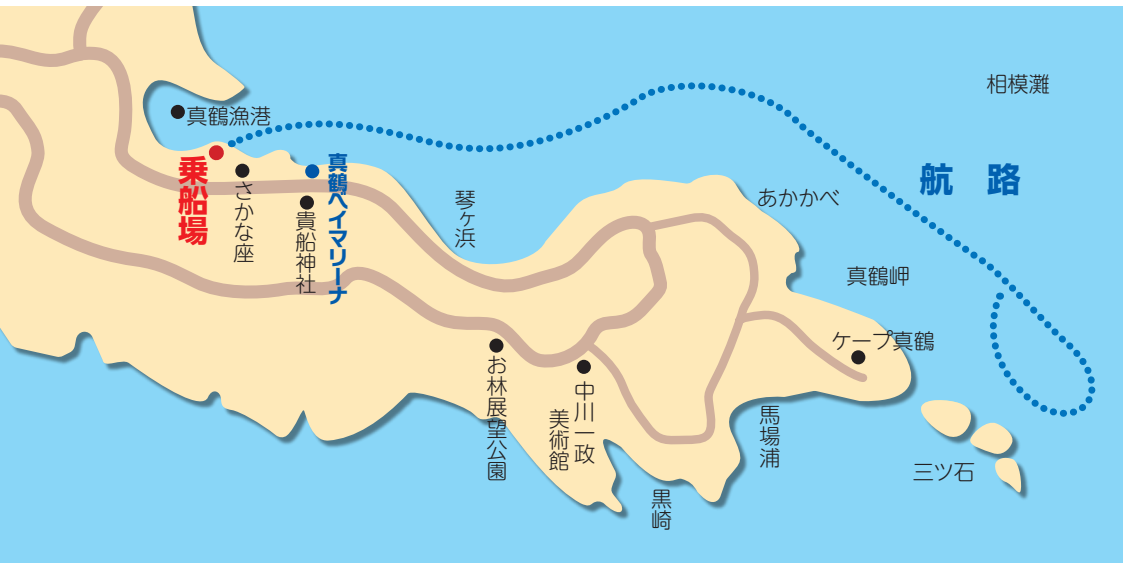 相模灘
真鶴漁港
乗船場
さかな座
貴船神社
真鶴ベイマリーナ
琴ヶ浜
あかかべ
航路
真鶴岬
ケープ真鶴
お林展望公園
中川一政
美術館
馬場浦
黒崎
三ツ石